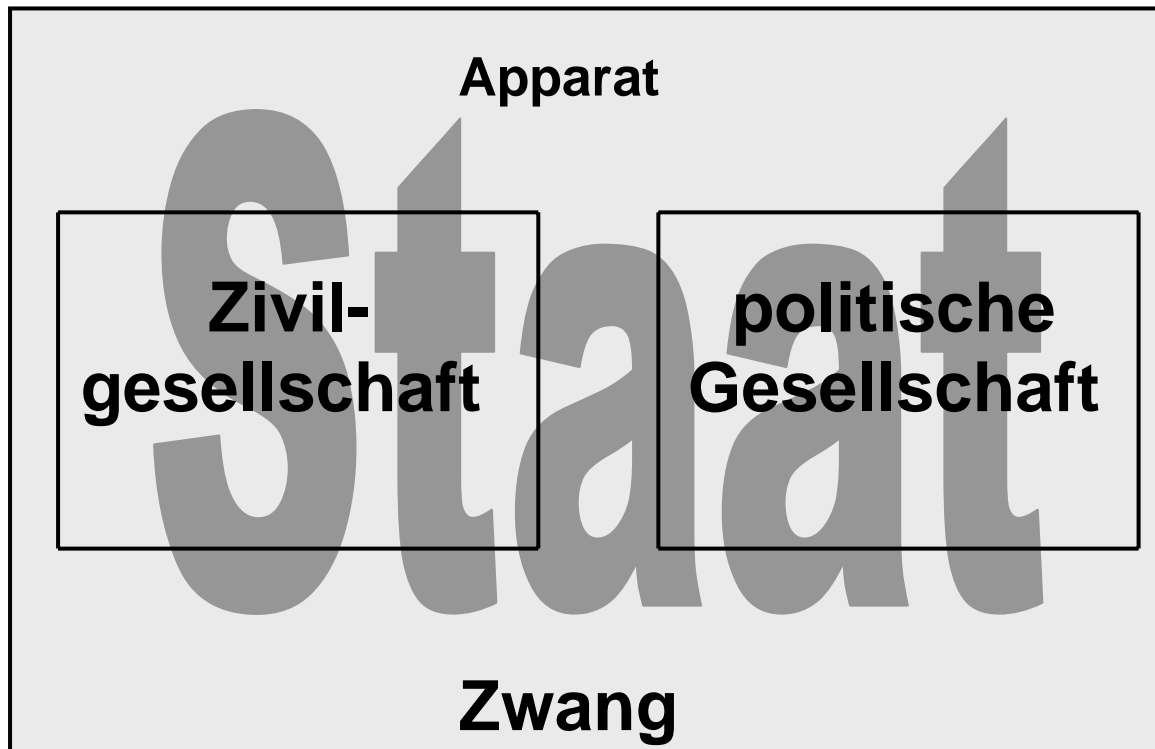 Apparat
Staat
Zivil-
gesellschaft
politische
Gesellschaft
Zwang